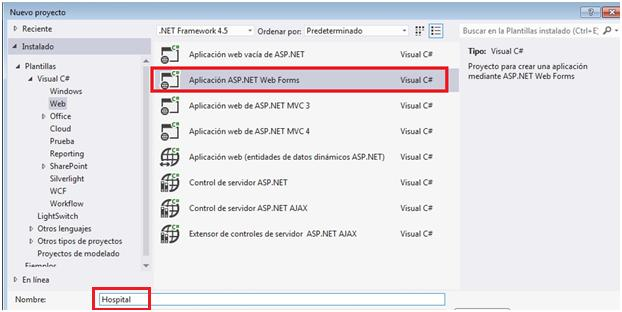 Nuevo proyecto
Reciente
.NET Framework 4.5 Ordenar por: Predeterminado Buscar en la Plantillas instalado (Ctrl+E)
Instalado
Plantillas
Visual C#
Windows
Web
Office
Cloud
Prueba
Reporting
SharePoint
Silverlight
WCF
Workflow
LightSwitch
Otros lenguajes
Otros tipos de proyectos
Proyectos de modelado
Ejemplos
En línea
Aplicación web vacía de ASP.NET Visual C#
Aplicación ASP.NET Web Forms Visual C#
Aplicación web de ASP.NET MVC 3 Visual C#
Aplicación web de ASP.NET MVC 4 Visual C#
Aplicación web (entidades de datos dinámicos ASP.NET) Visual C#
Control de servidor ASP.NET Visual C#
Control de servidor ASP.NET AJAX Visual C#
Extensor de controles de servidor ASP.NET AJAX Visual C#
Tipo: Visual C#
Proyecto para crear una aplicación
mediante ASP.NET Web Forms
Nombre: Hospital